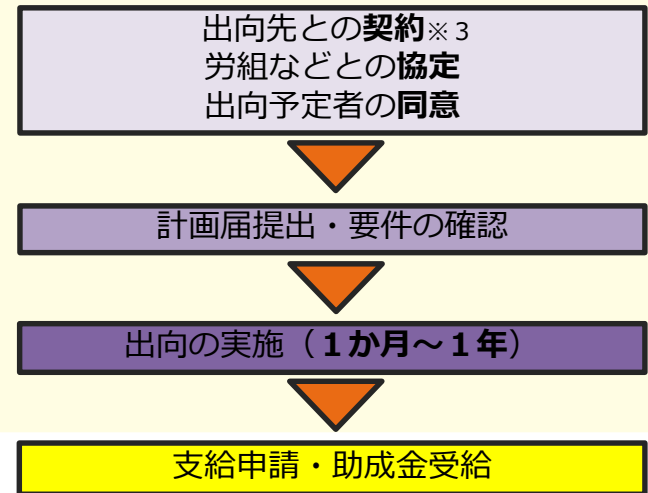 出向先との契約※３
労組などとの協定
出向予定者の同意
計画届提出・要件の確認
出向の実施（１か月～１年）
支給申請・助成金受給